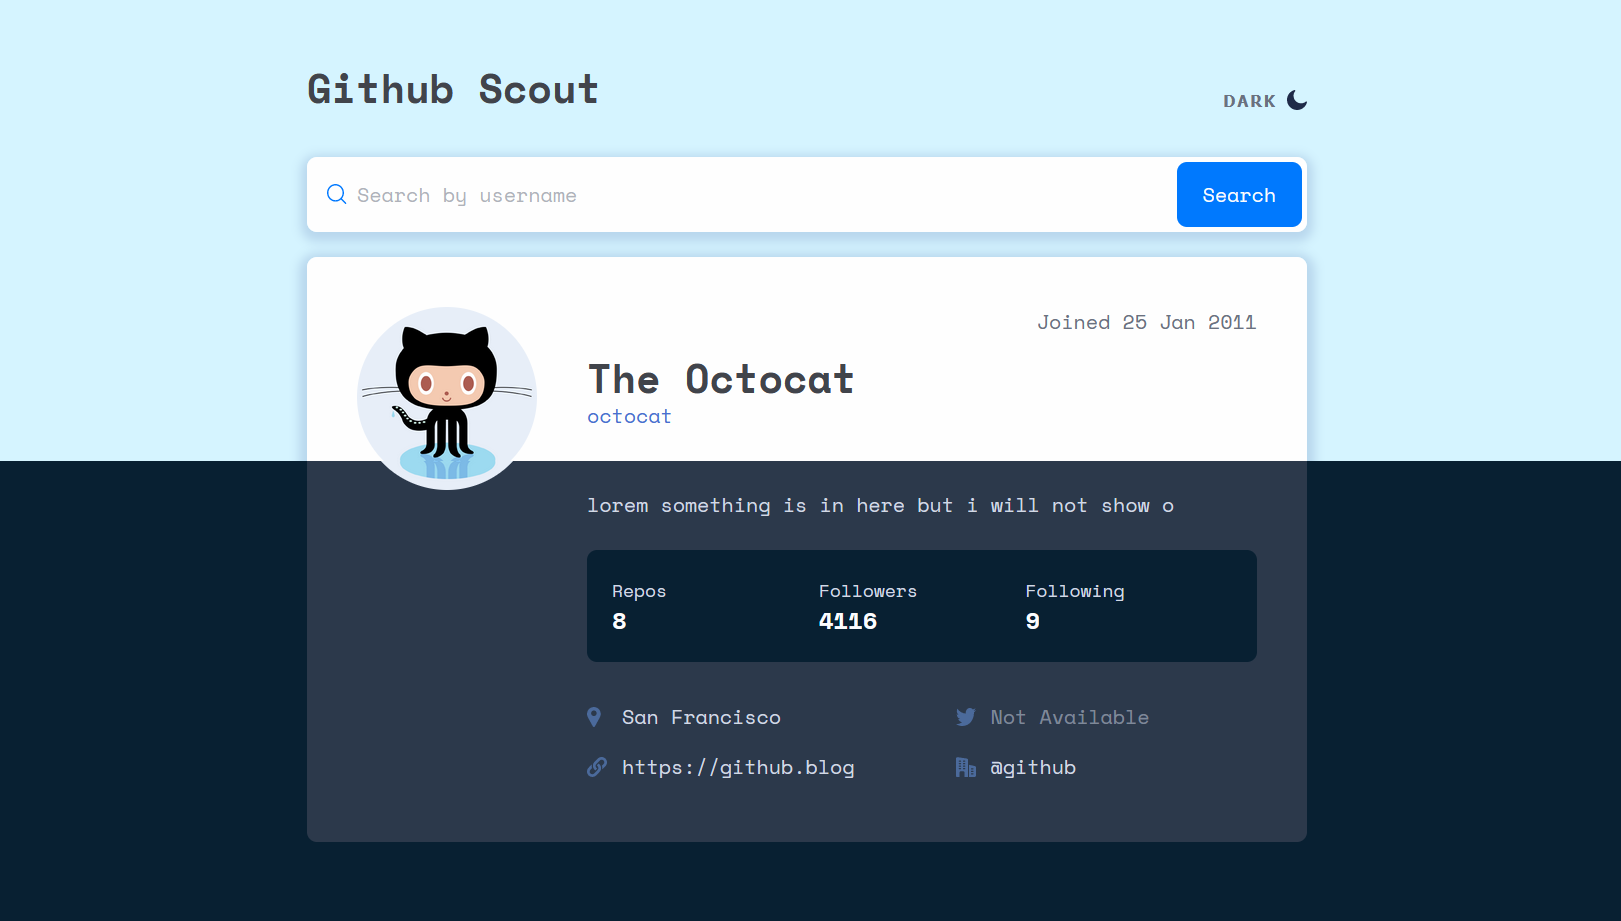 Github Scout
DARK
Search by username
Search
Joined 25 Jan 2011
The Octocat
octocat
lorem something is in here but i will not show o
Repos Followers Following
8 4116 9
San Francisco Not Available
https://github.blog @github